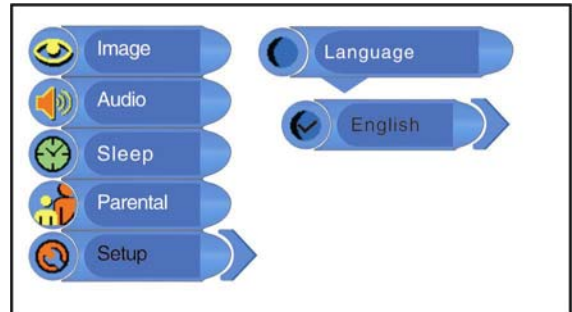 Image
Audio
Sleep
Parental
Setup
Language
English